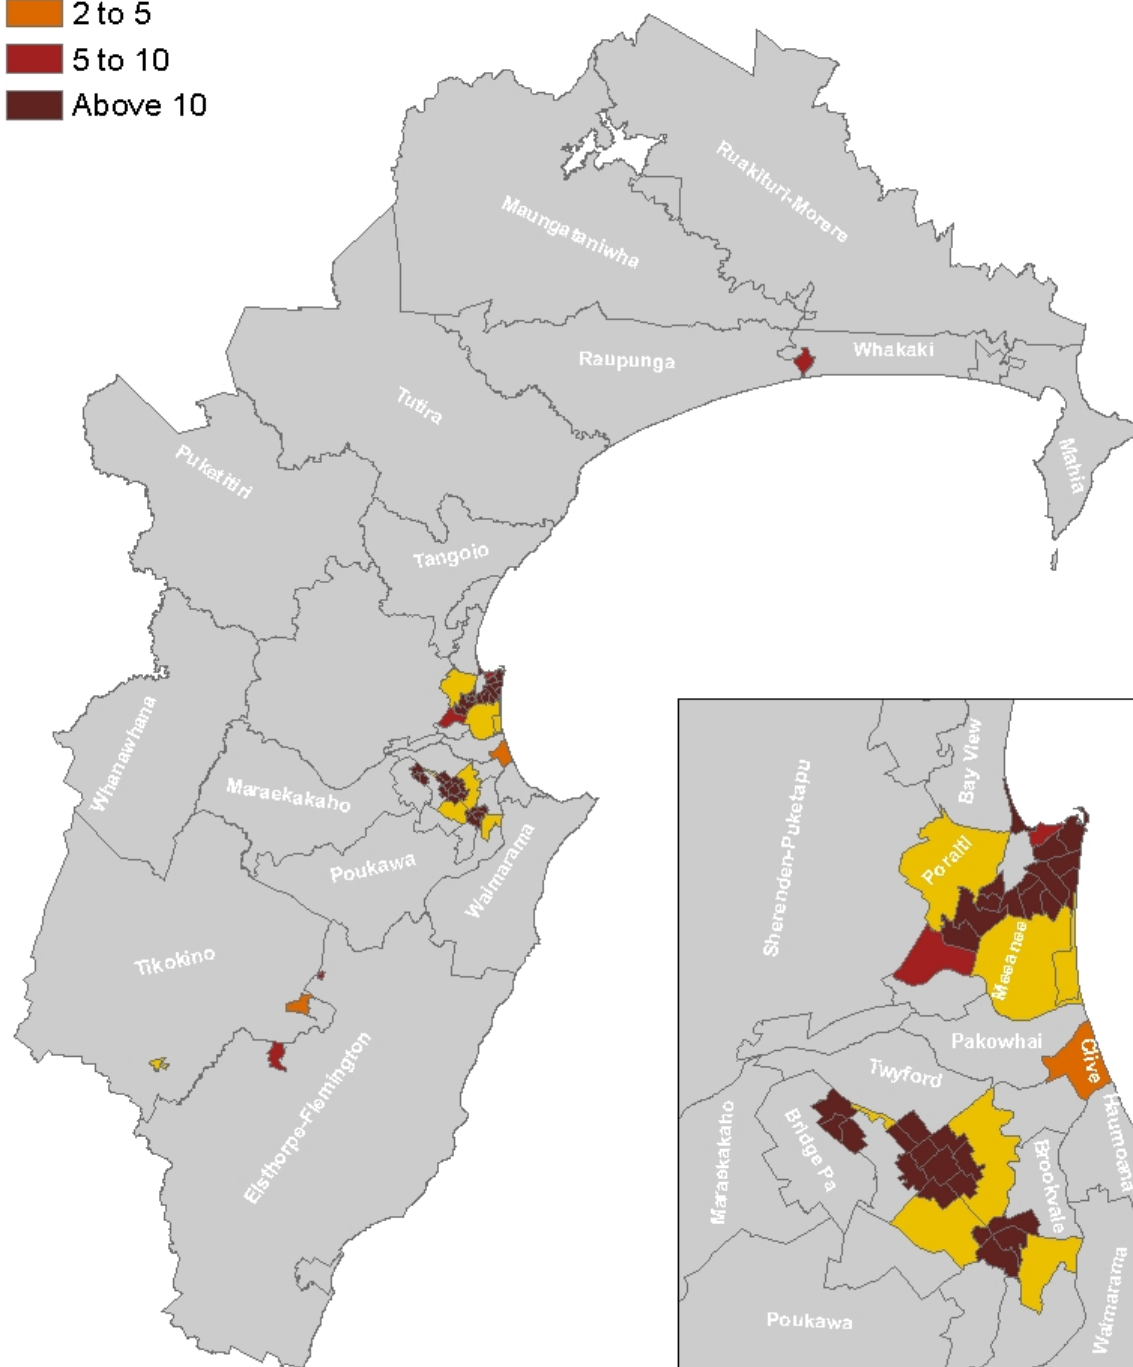 2 to 5
5 to 10
Above 10
Ruakituri-Morere
Maungataniwha
Raupunga
Whakaki
Tutira
Mahia
Puketitiri
Tangoio
Whanawhana
Maraekakaho
Poukawa
Waimarama
Tikokino
Elsthorpe-Flemington
Bay View
Sherenden-Puketapu
Poraiti
Meeanee
Pakowhai
Clive
Twyford
Haumoana
Maraekakaho
Bridge Pa
Brookvale
Waimarama
Poukawa